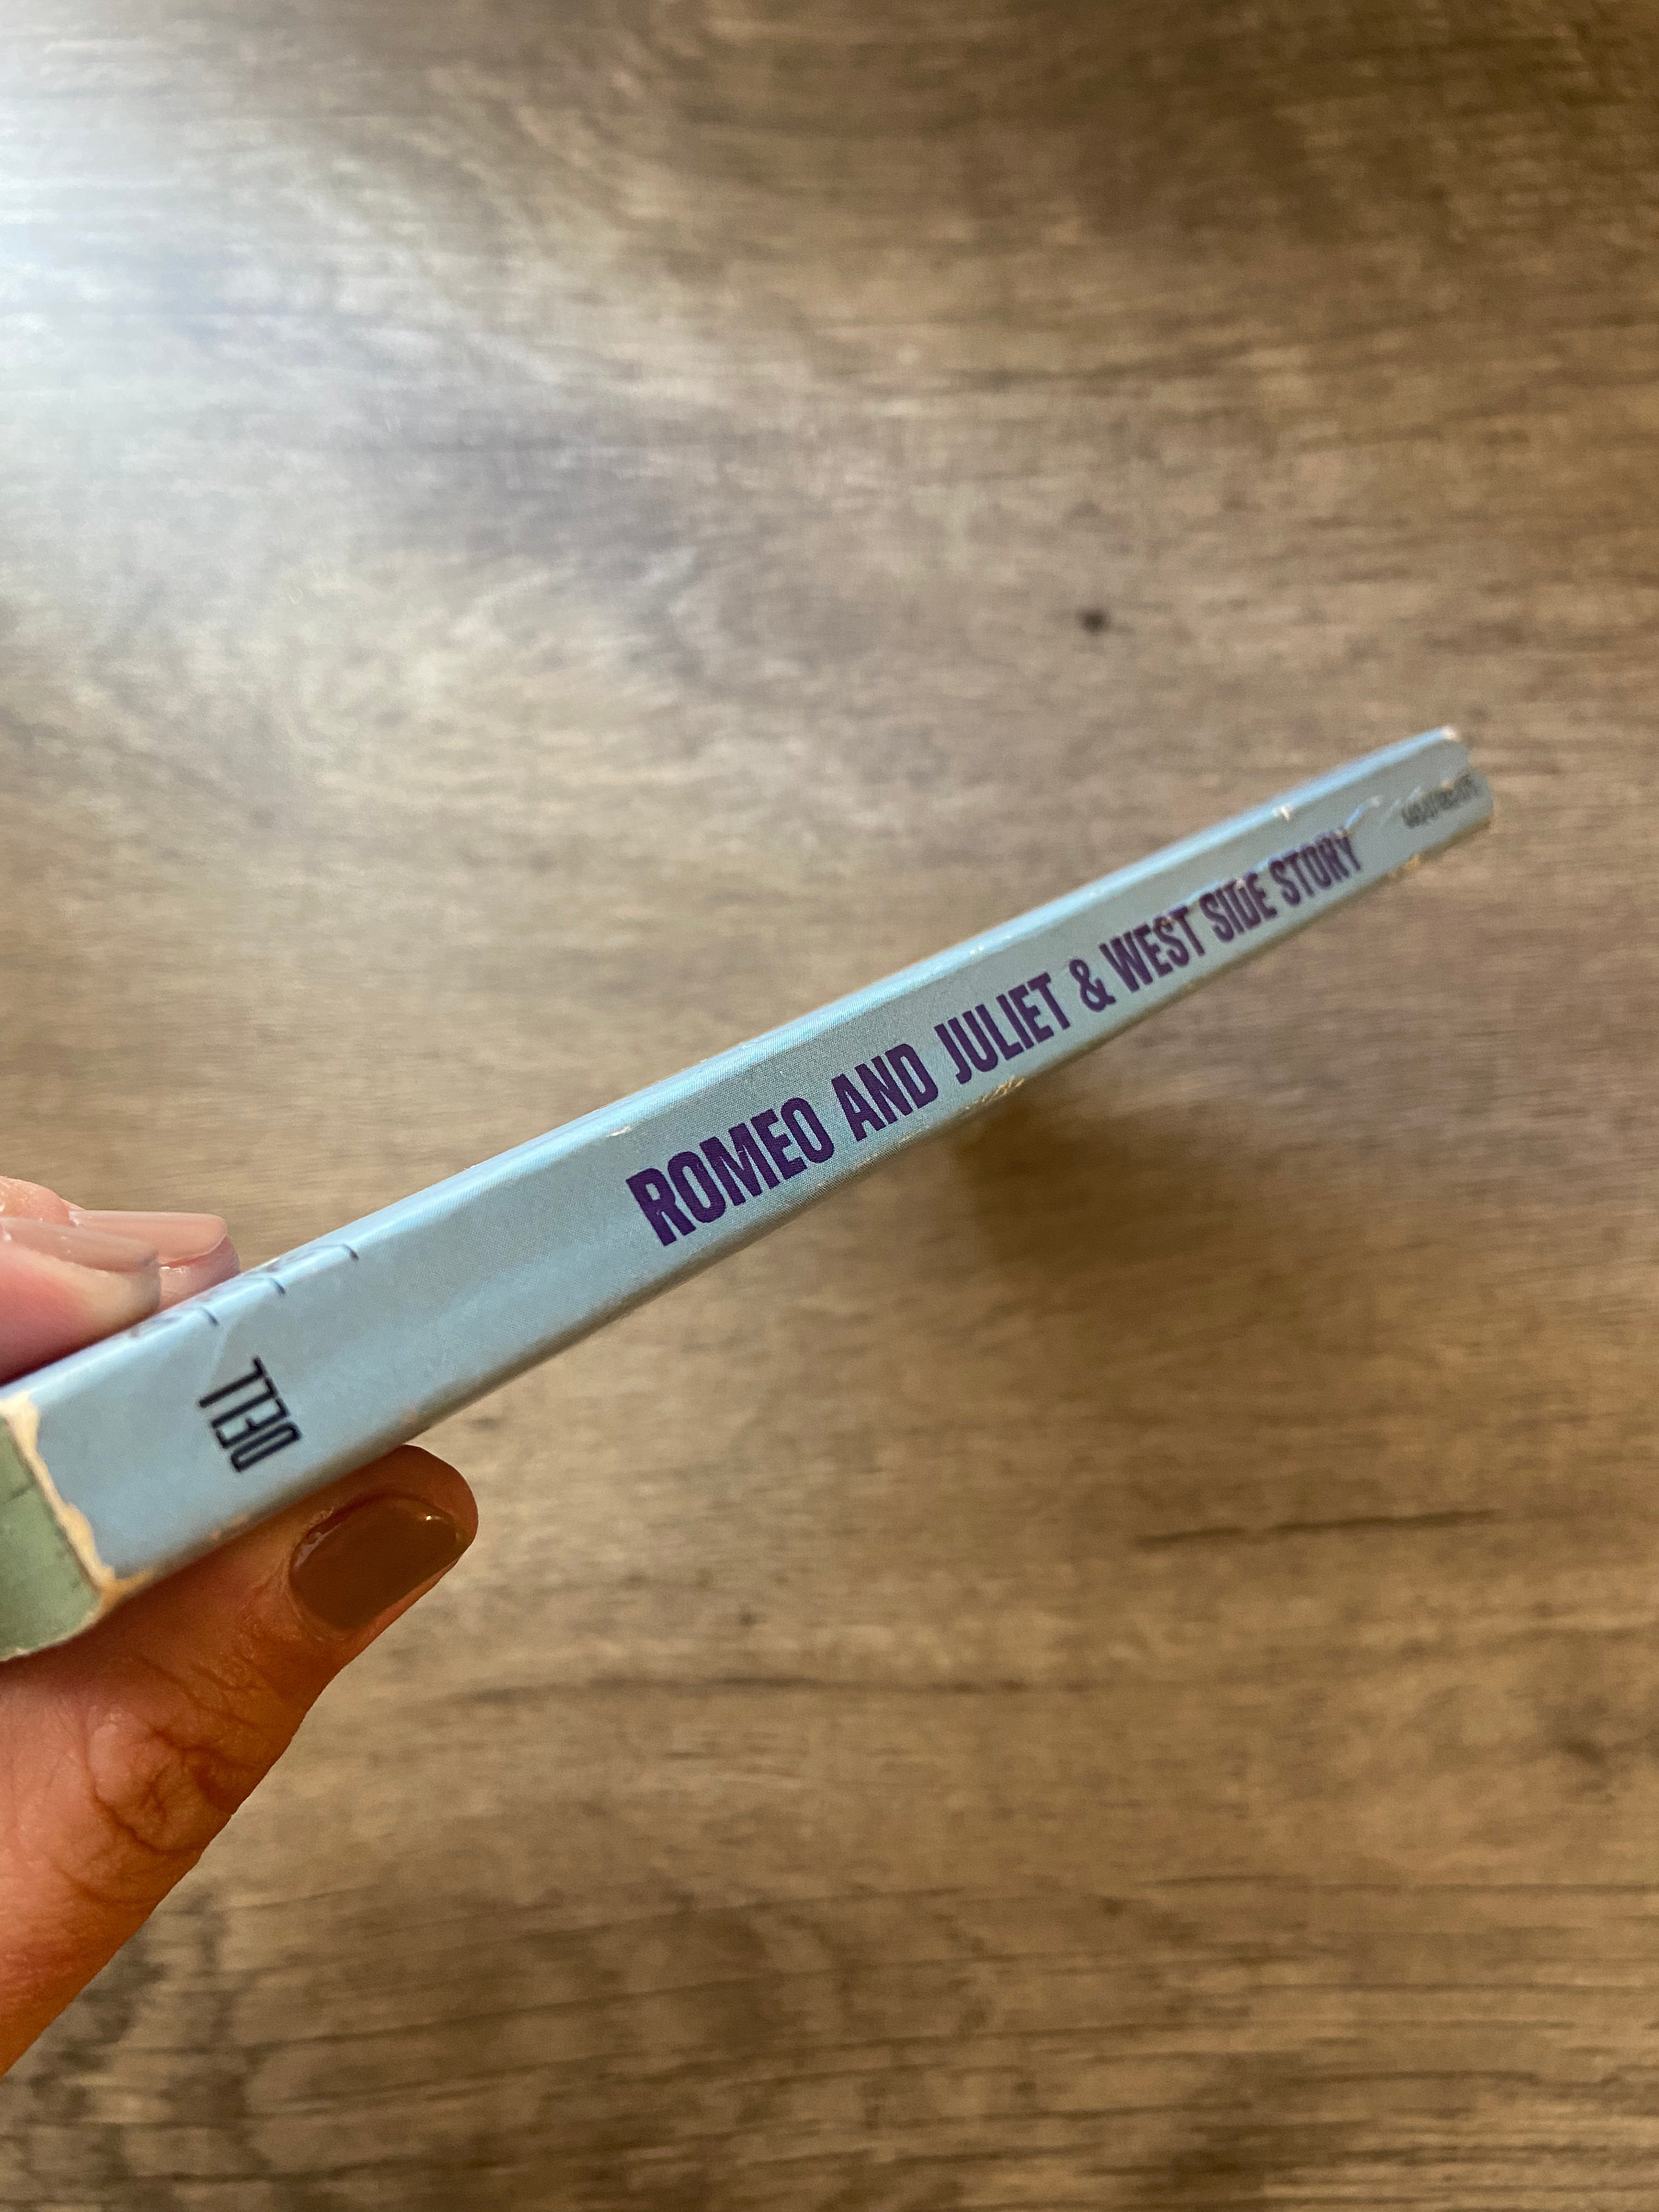 DELL
ROMEO AND JULIET & WEST SIDE STORY